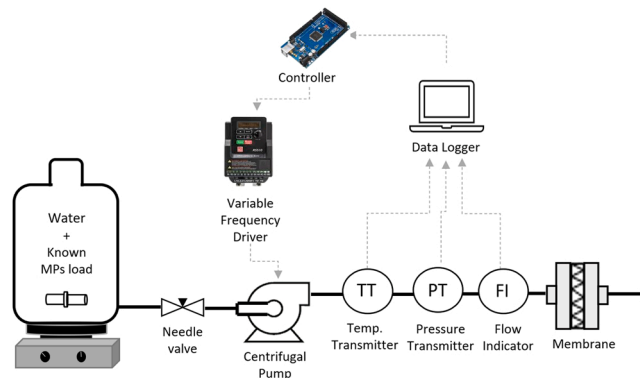 Controller
Data Logger
Variable
Frequency
Driver
Water
+
Known
MPs load
TT
PT
FI
Needle
valve
Centrifugal
Pump
Temp.
Transmitter
Pressure
Transmitter
Flow
Indicator
Membrane